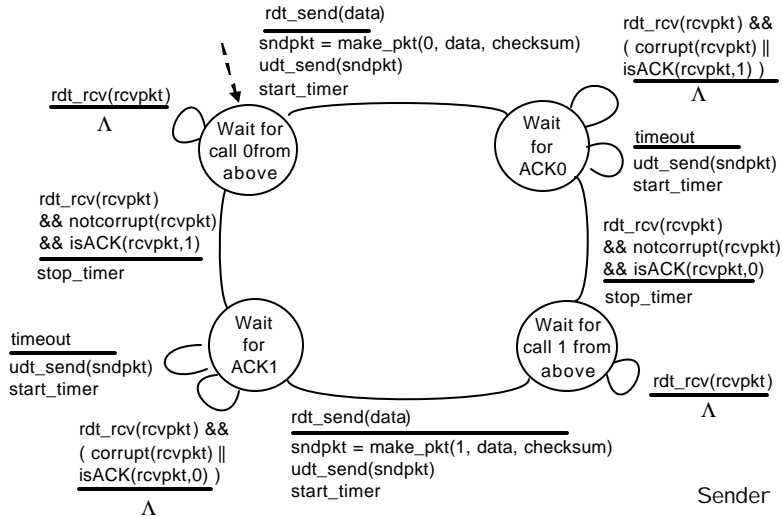 rdt_send(data)
sndpkt = make_pkt(0, data, checksum)
udt_send(sndpkt)
start_timer
rdt_rcv(rcvpkt) &&
( corrupt(rcvpkt) ||
isACK(rcvpkt,1) )
Λ
rdt_rcv(rcvpkt)
Λ
Wait for
call 0from
above
Wait
for
ACK0
timeout
udt_send(sndpkt)
start_timer
rdt_rcv(rcvpkt)
&& notcorrupt(rcvpkt)
&& isACK(rcvpkt,1)
stop_timer
rdt_rcv(rcvpkt)
&& notcorrupt(rcvpkt)
&& isACK(rcvpkt,0)
stop_timer
timeout
udt_send(sndpkt)
start_timer
Wait
for
ACK1
Wait for
call 1 from
above
rdt_rcv(rcvpkt)
Λ
rdt_rcv(rcvpkt) &&
( corrupt(rcvpkt) ||
isACK(rcvpkt,0) )
Λ
rdt_send(data)
sndpkt = make_pkt(1, data, checksum)
udt_send(sndpkt)
start_timer
Sender